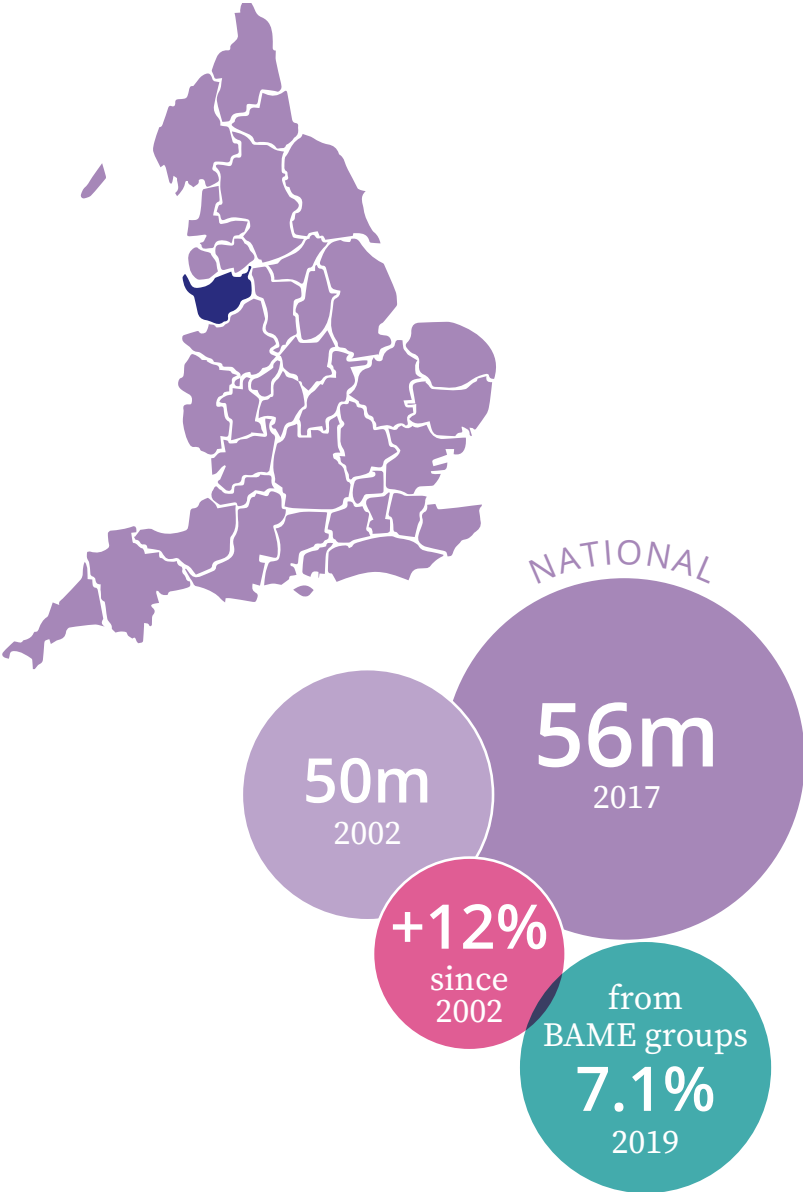 NATIONAL
56m
2017
50m
2002
+12%
since
2002
from
BAME groups
7.1%
2019